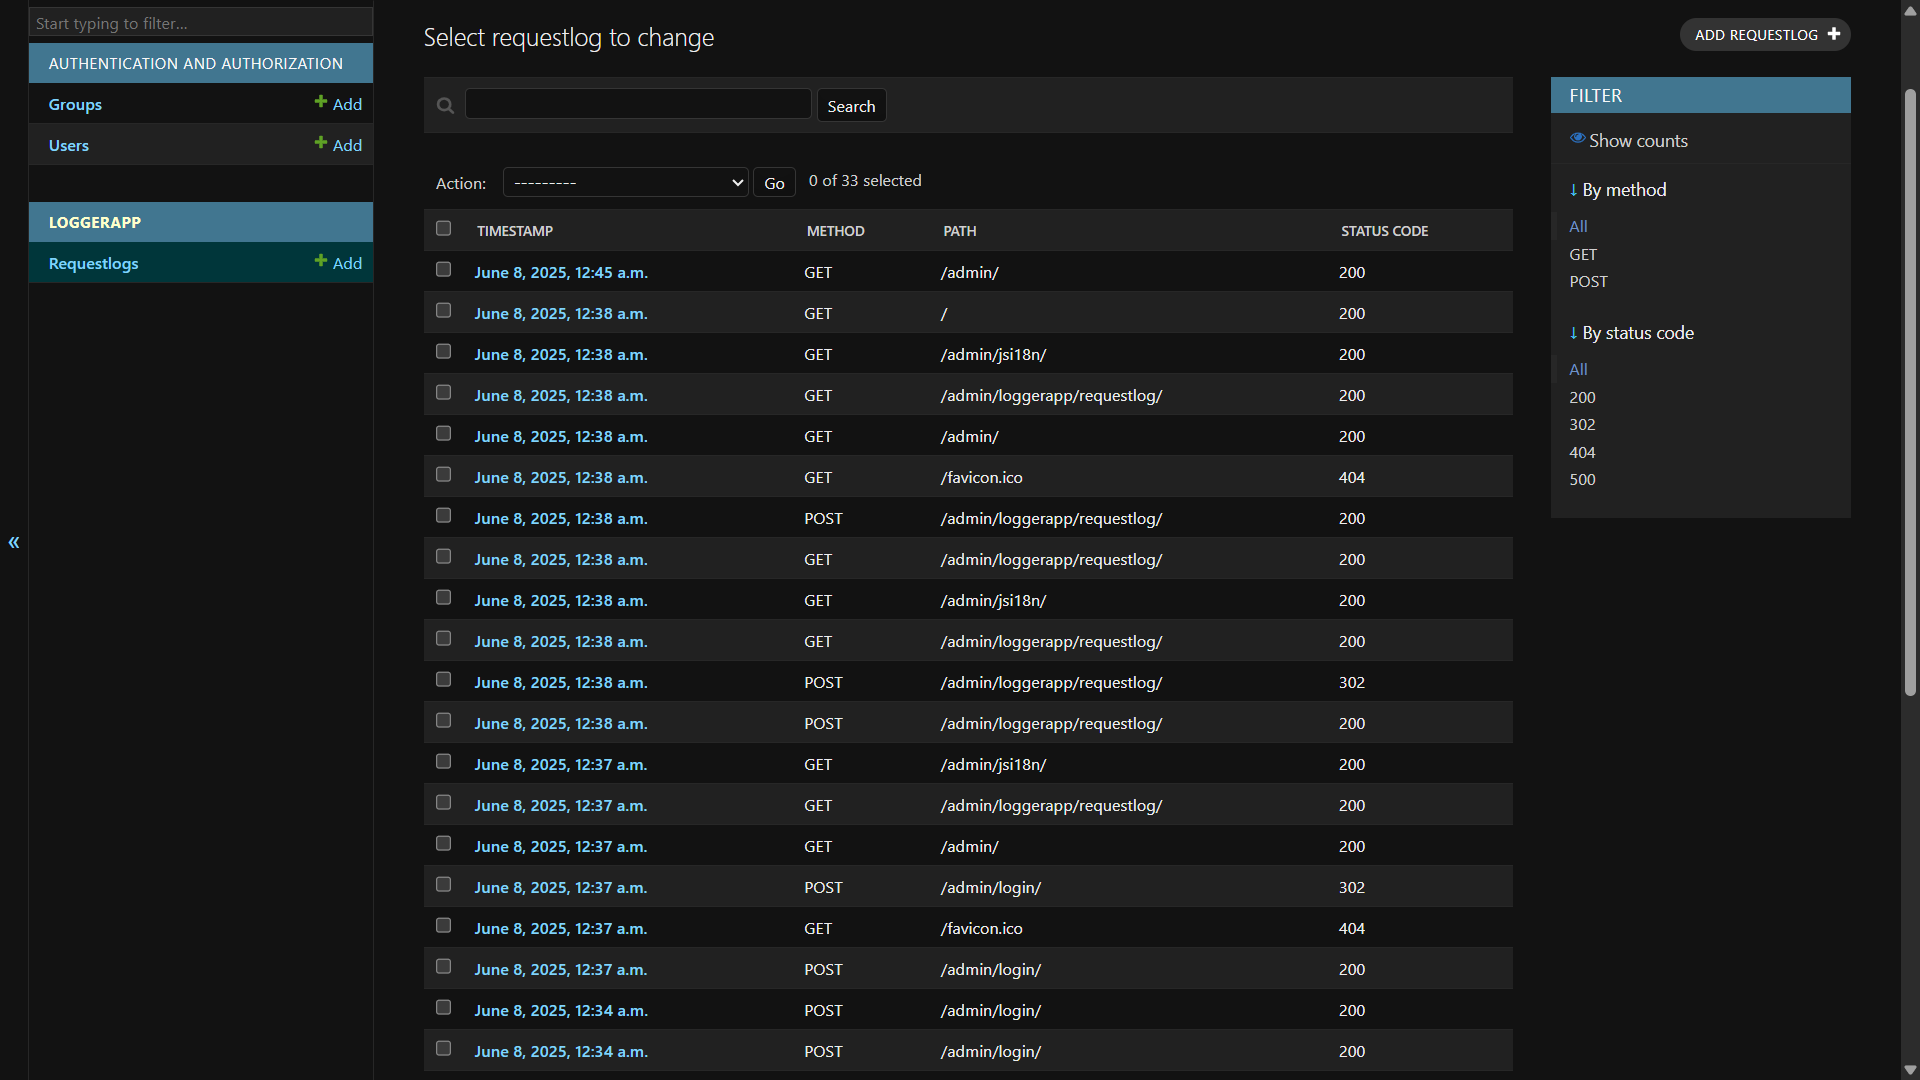 Start typing to filter...
AUTHENTICATION AND AUTHORIZATION
Groups Add
Users Add
LOGGERAPP
Requestlogs Add
«
Select requestlog to change
ADD REQUESTLOG
Search
Action: --------- Go 0 of 33 selected
TIMESTAMP METHOD PATH STATUS CODE
June 8, 2025, 12:45 a.m. GET /admin/ 200
June 8, 2025, 12:38 a.m. GET / 200
June 8, 2025, 12:38 a.m. GET /admin/jsi18n/ 200
June 8, 2025, 12:38 a.m. GET /admin/loggerapp/requestlog/ 200
June 8, 2025, 12:38 a.m. GET /admin/ 200
June 8, 2025, 12:38 a.m. GET /favicon.ico 404
June 8, 2025, 12:38 a.m. POST /admin/loggerapp/requestlog/ 200
June 8, 2025, 12:38 a.m. GET /admin/loggerapp/requestlog/ 200
June 8, 2025, 12:38 a.m. GET /admin/jsi18n/ 200
June 8, 2025, 12:38 a.m. GET /admin/loggerapp/requestlog/ 200
June 8, 2025, 12:38 a.m. POST /admin/loggerapp/requestlog/ 302
June 8, 2025, 12:38 a.m. POST /admin/loggerapp/requestlog/ 200
June 8, 2025, 12:37 a.m. GET /admin/jsi18n/ 200
June 8, 2025, 12:37 a.m. GET /admin/loggerapp/requestlog/ 200
June 8, 2025, 12:37 a.m. GET /admin/ 200
June 8, 2025, 12:37 a.m. POST /admin/login/ 302
June 8, 2025, 12:37 a.m. GET /favicon.ico 404
June 8, 2025, 12:37 a.m. POST /admin/login/ 200
June 8, 2025, 12:34 a.m. POST /admin/login/ 200
June 8, 2025, 12:34 a.m. POST /admin/login/ 200
FILTER
Show counts
↓ By method
All
GET
POST
↓ By status code
All
200
302
404
500